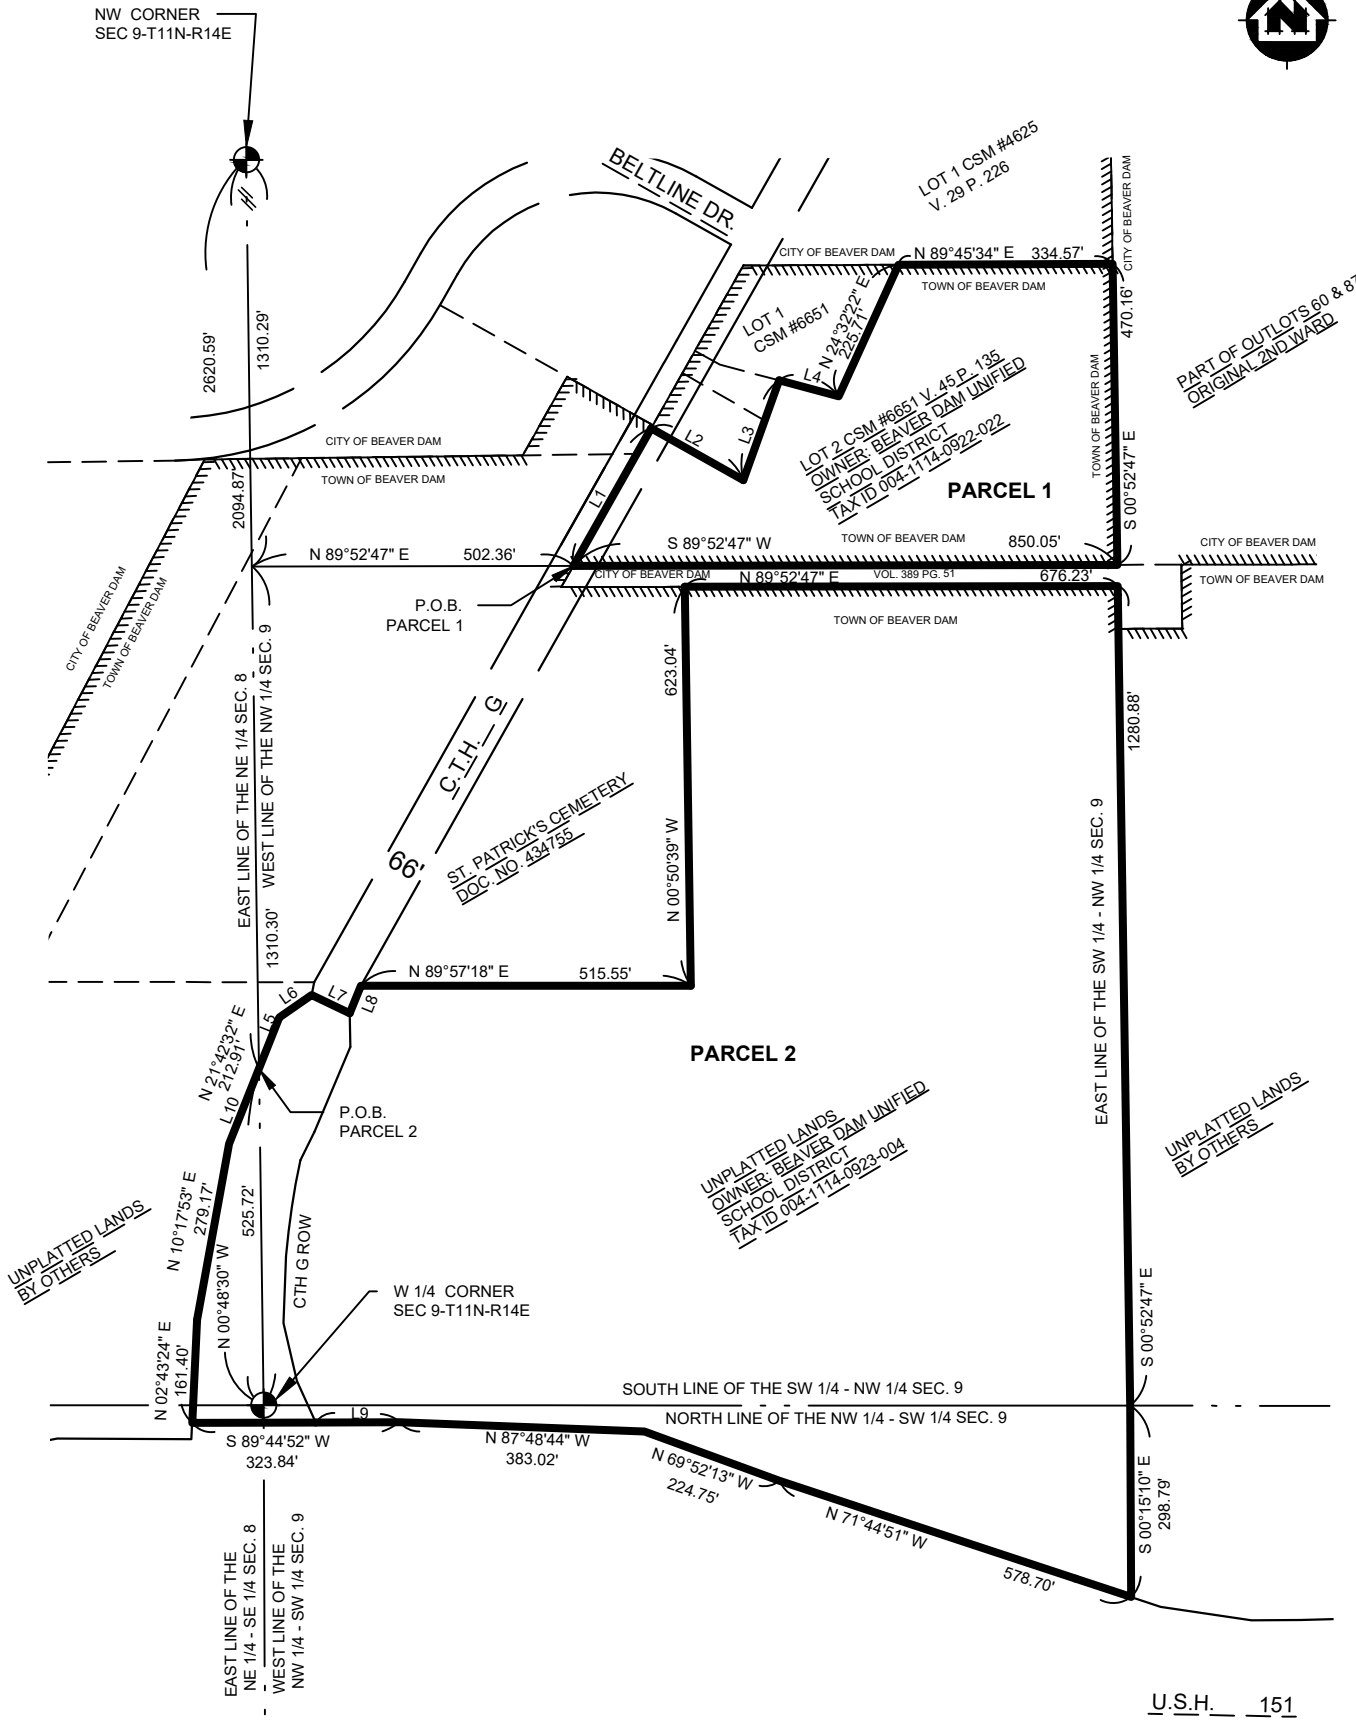 NW CORNER
SEC 9-T11N-R14E
N
BELTLINE DR.
LOT 1 CSM #4625
V. 29 P. 226
CITY OF BEAVER DAM
CITY OF BEAVER DAM
N 89°45'34" E 334.57'
TOWN OF BEAVER DAM
470.16'
LOT 1
CSM #6651
N 24°32'22" E
225.71'
PART OF OUTLOTS 60 &
ORIGINAL 2ND WARD
2620.59'
1310.29'
L4
L2
L3
L1
LOT 2 CSM #6651 V. 45 P. 135
OWNER: BEAVER DAM UNIFIED
SCHOOL DISTRICT
TAX ID 004-1114-0922-022
TOWN OF BEAVER DAM
S 00°52'47" E
CITY OF BEAVER DAM
TOWN OF BEAVER DAM
2094.87'
PARCEL 1
N 89°52'47" E 502.36'
S 89°52'47" W
TOWN OF BEAVER DAM
850.05'
CITY OF BEAVER DAM
TOWN OF BEAVER DAM
CITY OF BEAVER DAM
N 89°52'47" E
VOL. 389 PG. 51
676.23'
TOWN OF BEAVER DAM
P.O.B.
PARCEL 1
CITY OF BEAVER DAM
TOWN OF BEAVER DAM
EAST LINE OF THE NE 1/4 SEC. 8
WEST LINE OF THE NW 1/4 SEC. 9
1310.30'
623.04'
1280.88'
C.T.H. G
66'
ST. PATRICK'S CEMETERY
DOC. NO. 434755
N 00°50'39" W
EAST LINE OF THE SW 1/4 - NW 1/4 SEC. 9
N 89°57'18" E 515.55'
L6
L7
L8
L5
N 21°42'32" E
212.91'
L10
PARCEL 2
P.O.B.
PARCEL 2
UNPLATTED LANDS
OWNER: BEAVER DAM UNIFIED
SCHOOL DISTRICT
TAX ID 004-1114-0923-004
UNPLATTED LANDS
BY OTHERS
UNPLATTED LANDS
BY OTHERS
N 10°17'53" E
279.17'
525.72'
N 00°48'30" W
CTH G ROW
W 1/4 CORNER
SEC 9-T11N-R14E
S 00°52'47" E
N 02°43'24" E
161.40'
SOUTH LINE OF THE SW 1/4 - NW 1/4 SEC. 9
NORTH LINE OF THE NW 1/4 - SW 1/4 SEC. 9
L9
S 89°44'52" W
323.84'
N 87°48'44" W
383.02'
N 69°52'13" W
224.75'
N 71°44'51" W
578.70'
S 00°15'10" E
298.79'
EAST LINE OF THE
NE 1/4 - SE 1/4 SEC. 8
WEST LINE OF THE
NW 1/4 - SW 1/4 SEC. 9
U.S.H. 151